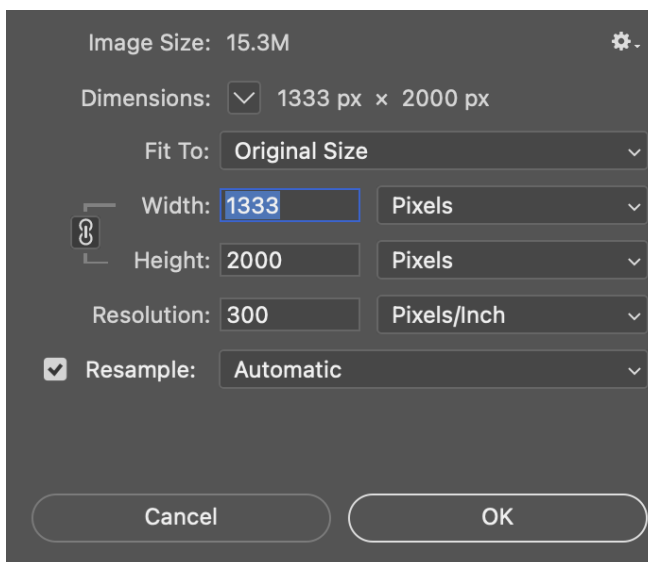 Image Size: 15.3M
Dimensions: 1333 px × 2000 px
Fit To: Original Size
Width: 1333 Pixels
Height: 2000 Pixels
Resolution: 300 Pixels/Inch
Resample: Automatic
Cancel OK